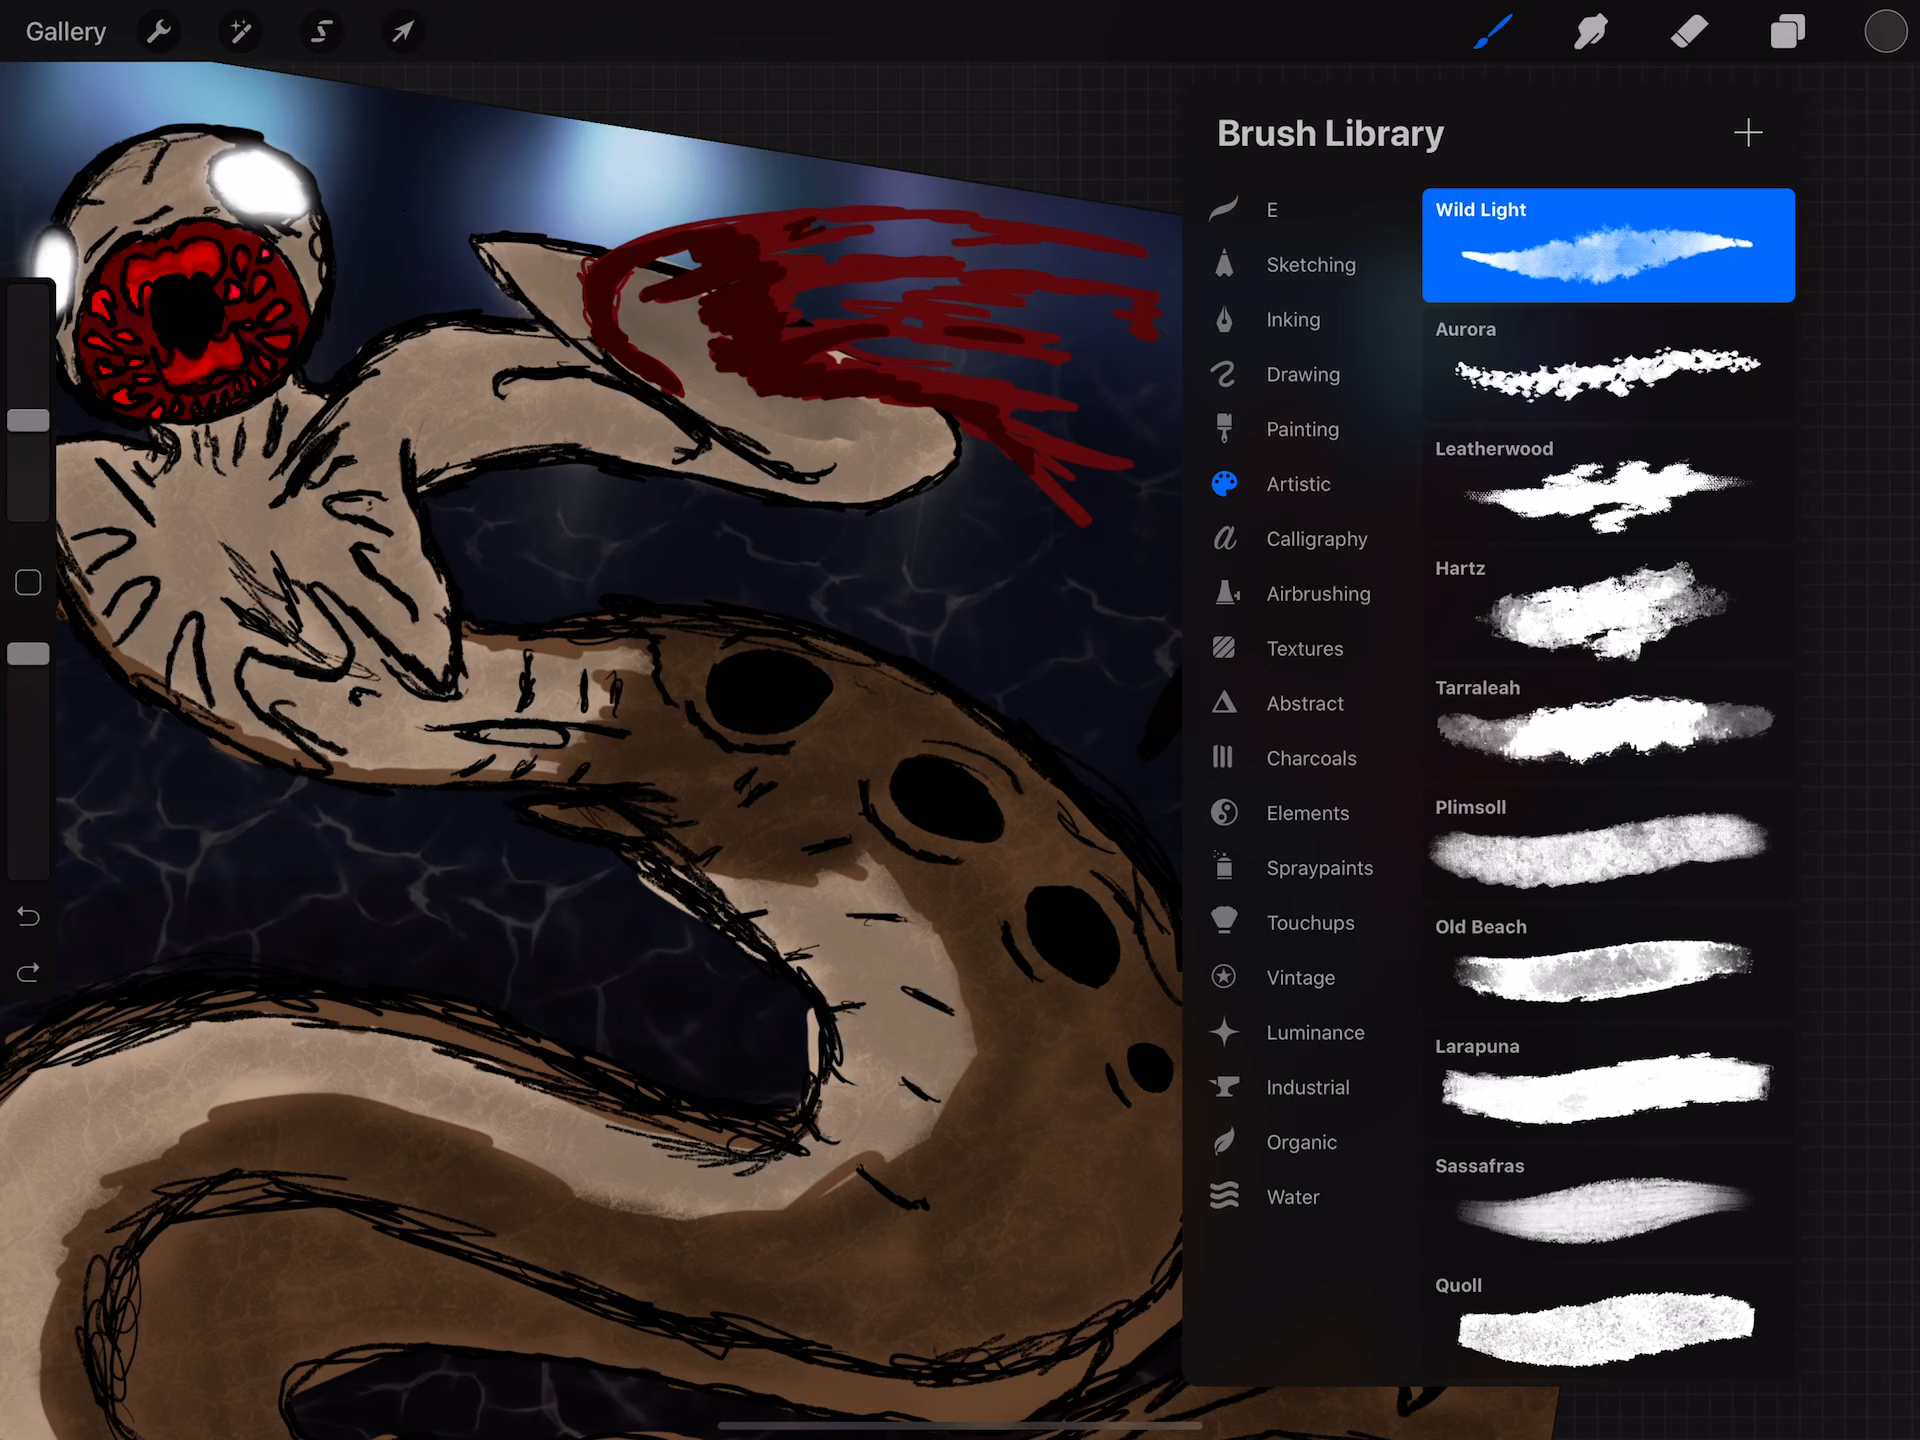 Gallery
Brush Library
E
Sketching
Inking
Drawing
Painting
Artistic
Calligraphy
Airbrushing
Textures
Abstract
Charcoals
Elements
Spraypaints
Touchups
Vintage
Luminance
Industrial
Organic
Water
Wild Light
Aurora
Leatherwood
Hartz
Tarraleah
Plimsoll
Old Beach
Larapuna
Sassafras
Quoll